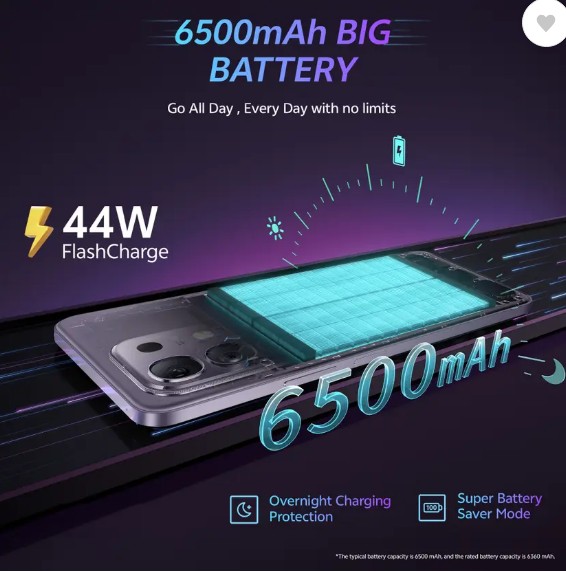 6500mAh BIG
BATTERY
Go All Day , Every Day with no limits
44W
FlashCharge
6500mAh
Overnight Charging
Protection
100
Super Battery
Saver Mode
*The typical battery capacity is 6500 mAh, and the rated battery capacity is 6360 mAh.